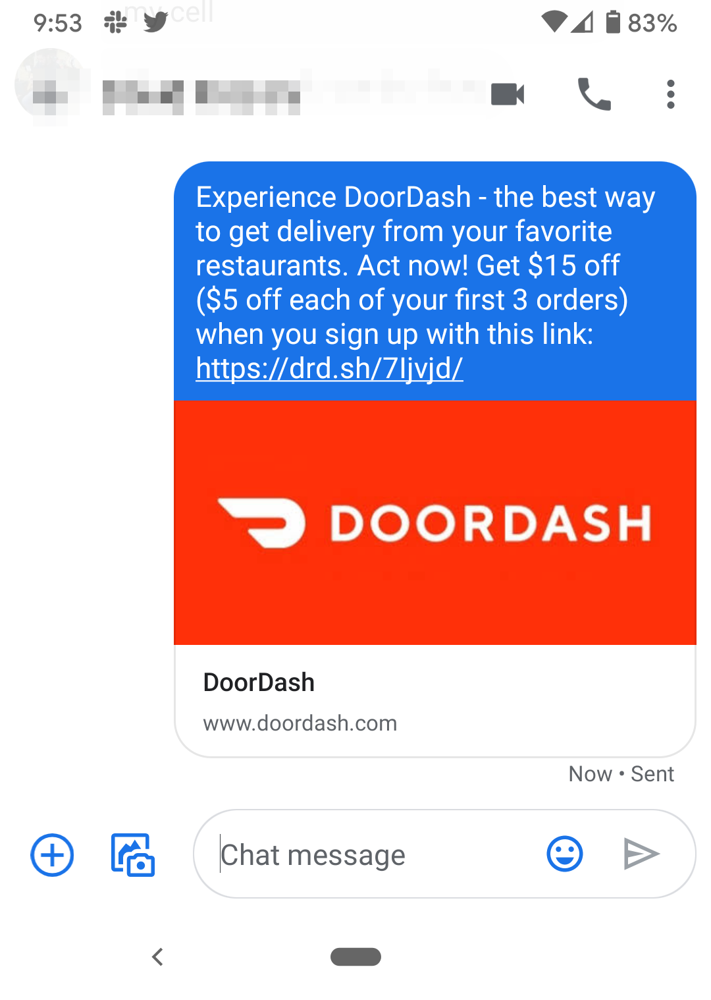 my cell
9:53
83%
Experience DoorDash - the best way
to get delivery from your favorite
restaurants. Act now! Get $15 off
($5 off each of your first 3 orders)
when you sign up with this link:
https://drd.sh/7Ijvjd/
DOORDASH
DoorDash
www.doordash.com
Now • Sent
Chat message